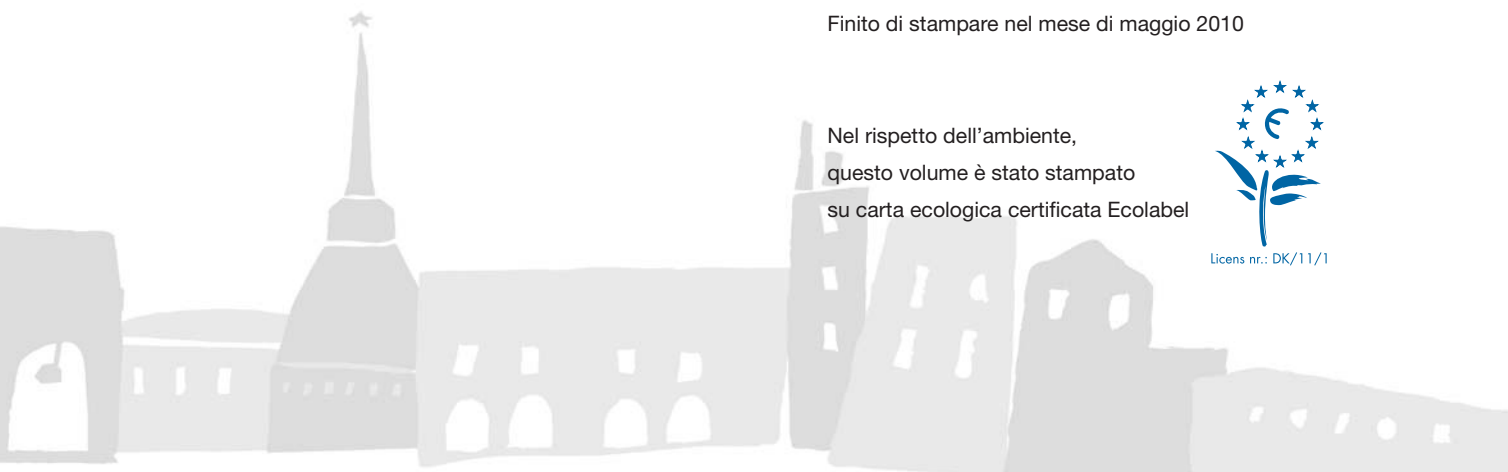 Finito di stampare nel mese di maggio 2010
Nel rispetto dell’ambiente,
questo volume è stato stampato
su carta ecologica certificata Ecolabel
Licens nr.: DK/11/1